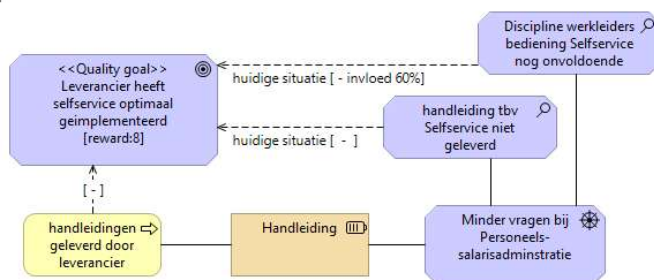 Discipline werkleiders
bediening Selfservice
nog onvoldoende
<<Quality goal>>
Leverancier heeft
selfservice optimaal
geimplementeerd
[reward:8]
huidige situatie [ - invloed 60%]
handleiding tbv
Selfservice niet
geleverd
huidige situatie [ - ]
[ - ]
handleidingen
geleverd door
leverancier
Handleiding
Minder vragen bij
Personeels-
salarisadminstratie